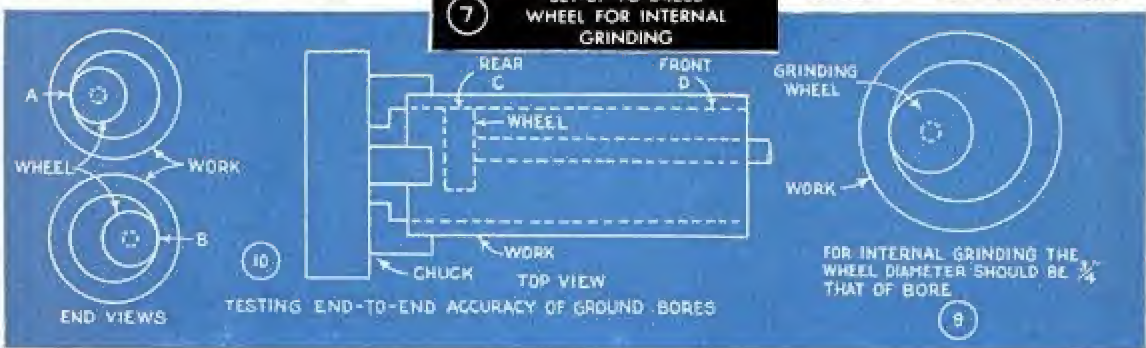 7
WHEEL FOR INTERNAL
GRINDING
A
WHEEL
WORK
B
END VIEWS
10
REAR
C
FRONT
D
WHEEL
WORK
CHUCK
TOP VIEW
TESTING END-TO-END ACCURACY OF GROUND BORES
GRINDING
WHEEL
WORK
FOR INTERNAL GRINDING THE
WHEEL DIAMETER SHOULD BE 3/4
THAT OF BORE